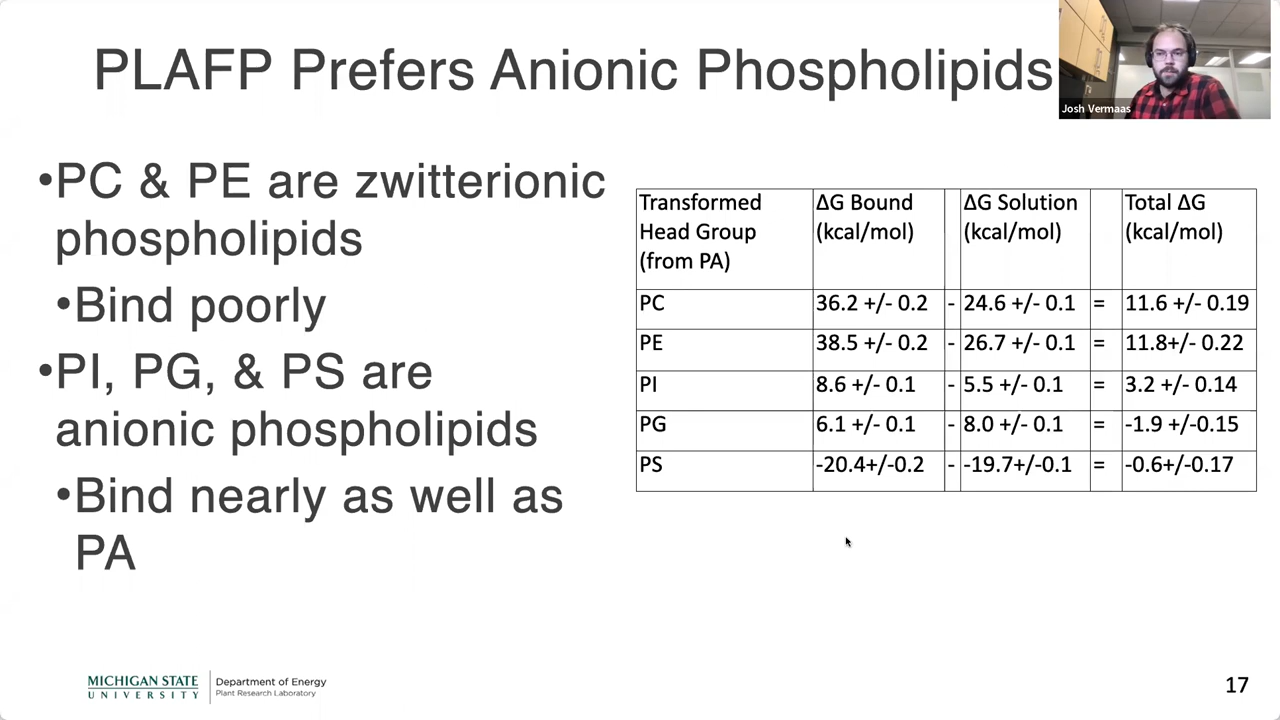 PLAFP Prefers Anionic Phospholipids
Josh Vermaas
•PC & PE are zwitterionic
phospholipids
•Bind poorly
•PI, PG, & PS are
anionic phospholipids
•Bind nearly as well as
PA
Transformed Head Group (from PA) ΔG Bound (kcal/mol) - ΔG Solution (kcal/mol) Total ΔG (kcal/mol)
PC 36.2 +/- 0.2 - 24.6 +/- 0.1 = 11.6 +/- 0.19
PE 38.5 +/- 0.2 - 26.7 +/- 0.1 = 11.8+/- 0.22
PI 8.6 +/- 0.1 - 5.5 +/- 0.1 = 3.2 +/- 0.14
PG 6.1 +/- 0.1 - 8.0 +/- 0.1 = -1.9 +/-0.15
PS -20.4+/-0.2 - -19.7+/-0.1 = -0.6+/-0.17
MICHIGAN STATE
UNIVERSITY
Department of Energy
Plant Research Laboratory
17